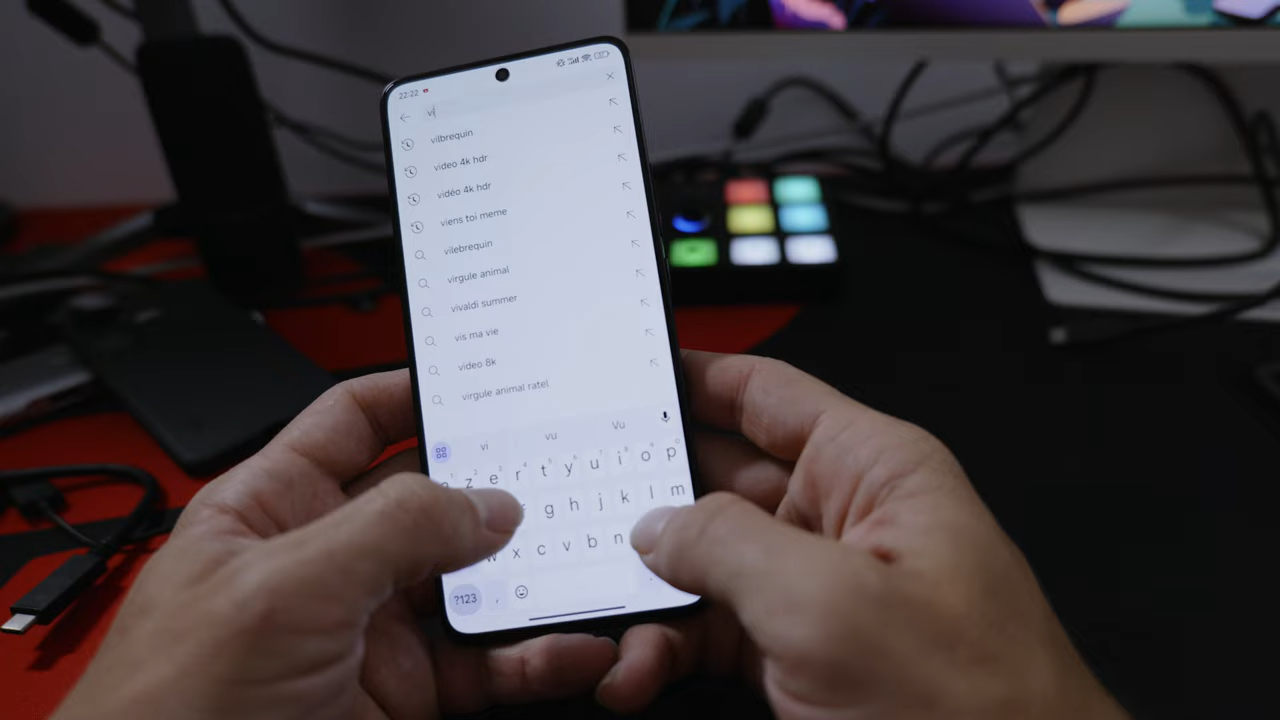 22:22
vi
vilbrequin
video 4k hdr
vidéo 4k hdr
viens toi meme
vilebrequin
virgule animal
vivaldi summer
vis ma vie
video 8k
virgule animal ratel
vi vu Vu
z e r t y u i o p
g h j k l m
w x c v b n
?123 ,